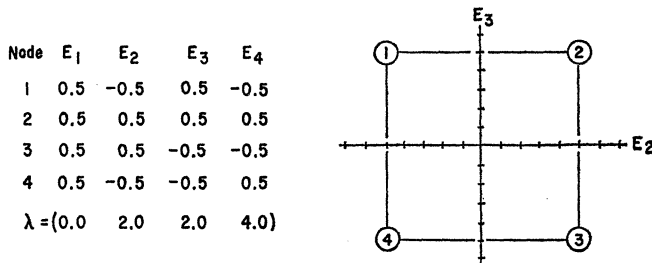 Node E1 E2 E3 E4
1 0.5 -0.5 0.5 -0.5
2 0.5 0.5 0.5 0.5
3 0.5 0.5 -0.5 -0.5
4 0.5 -0.5 -0.5 0.5
λ =(0.0 2.0 2.0 4.0)
E3
1 2
E2
4 3